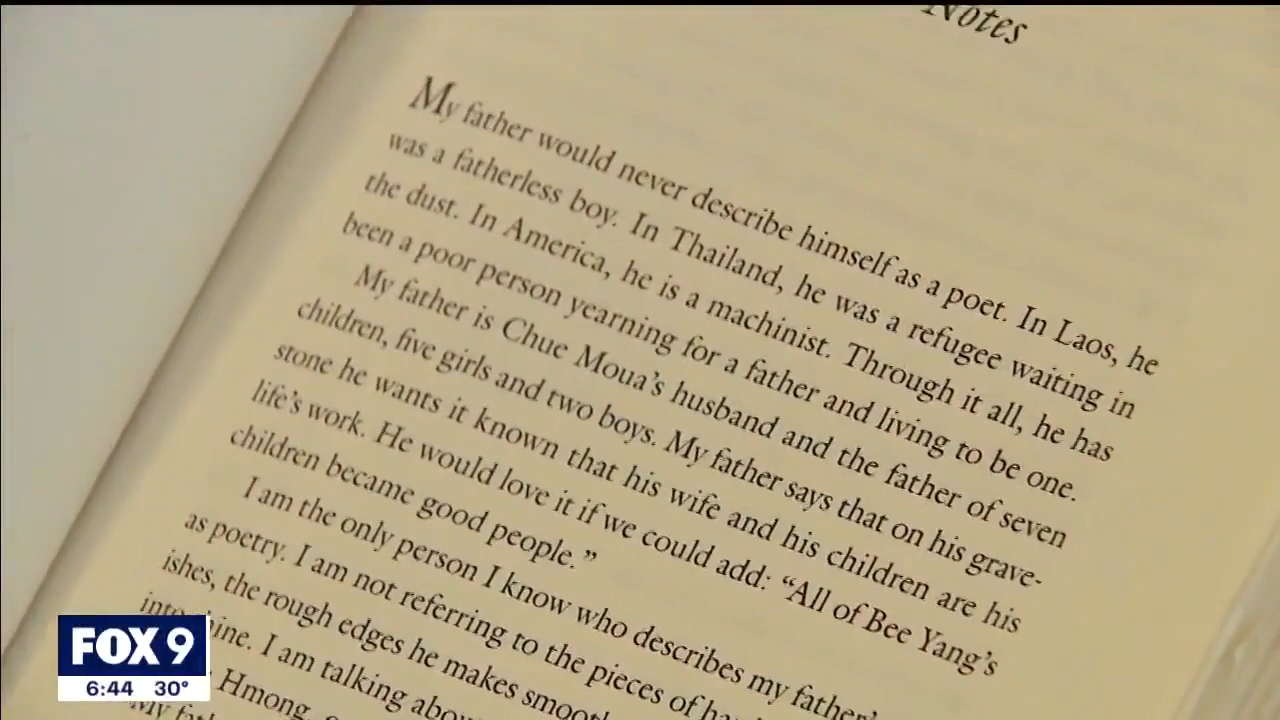 Notes
My father would never describe himself as a poet. In Laos, he
was a fatherless boy. In Thailand, he was a refugee waiting in
the dust. In America, he is a machinist. Through it all, he has
been a poor person yearning for a father and living to be one.
My father is Chue Moua's husband and the father of seven
children, five girls and two boys. My father says that on his grave-
stone he wants it known that his wife and his children are his
life's work. He would love it if we could add: "All of Bee Yang's
children became good people."
I am the only person I know who describes my father's
as poetry. I am not referring to the pieces of
ishes, the rough edges he makes
into shine. I am talking
Hmong,
My
FOX 9
6:44 30°